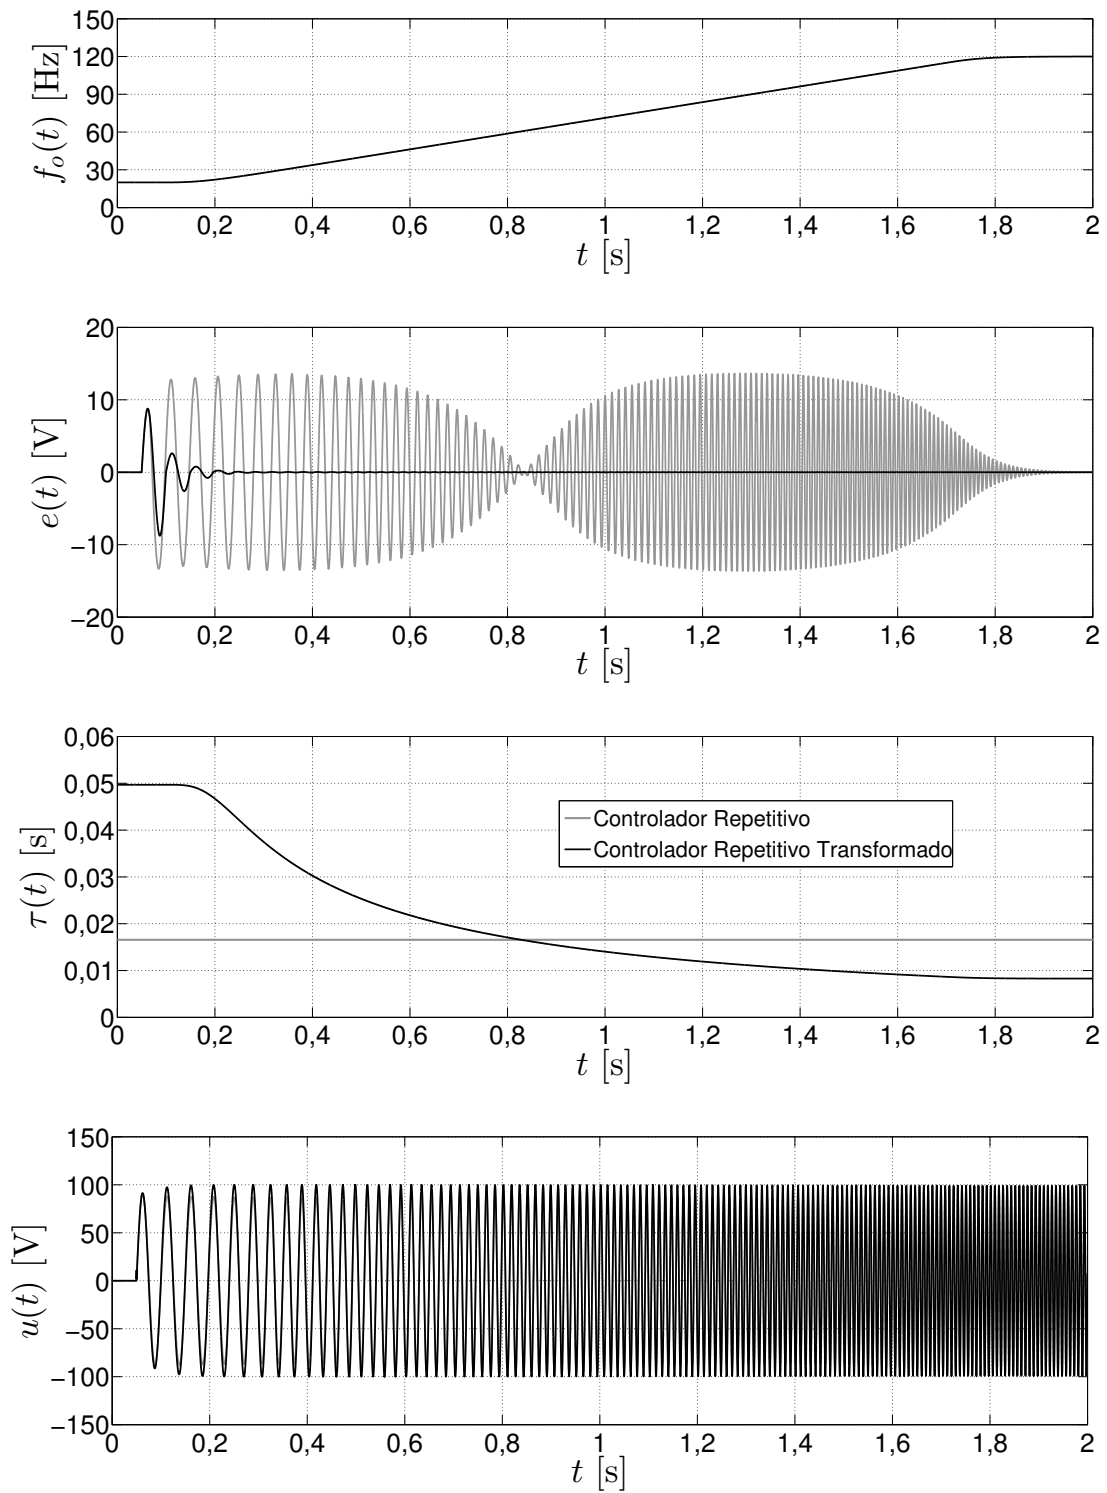 150
120
90
60
30
0
f_o(t) [Hz]
0 0,2 0,4 0,6 0,8 1 1,2 1,4 1,6 1,8 2
t [s]
20
10
0
−10
−20
e(t) [V]
0 0,2 0,4 0,6 0,8 1 1,2 1,4 1,6 1,8 2
t [s]
0,06
0,05
0,04
0,03
0,02
0,01
0
τ(t) [s]
Controlador Repetitivo
Controlador Repetitivo Transformado
0 0,2 0,4 0,6 0,8 1 1,2 1,4 1,6 1,8 2
t [s]
150
100
50
0
−50
−100
−150
u(t) [V]
0 0,2 0,4 0,6 0,8 1 1,2 1,4 1,6 1,8 2
t [s]